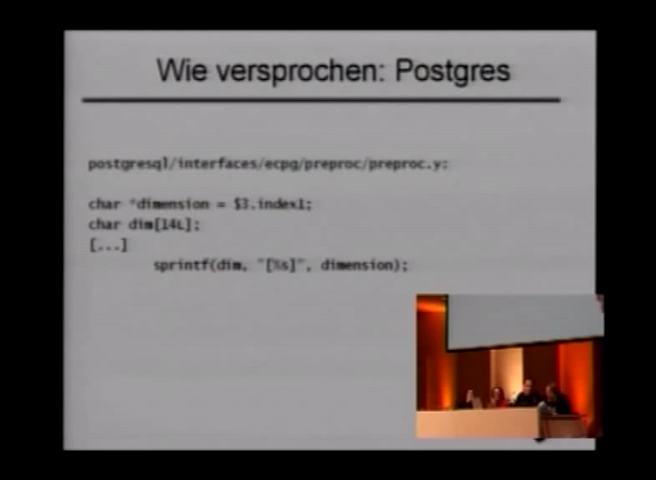 Wie versprochen: Postgres
postgresql/interfaces/ecpg/preproc/preproc.y:
char *dimension = $3.index1;
char dim[14L];
[...]
sprintf(dim, "[%s]", dimension);